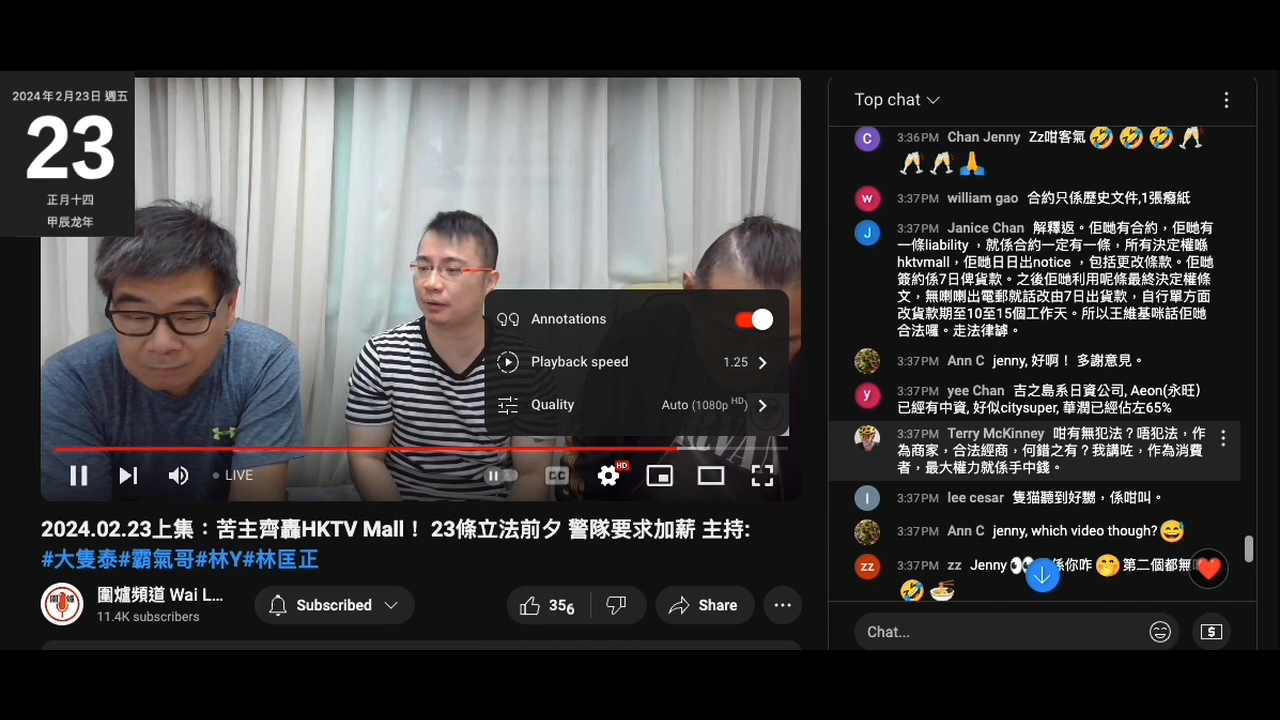 2024年2月23日 週五
23
正月十四
甲辰龙年
Annotations
Playback speed 1.25
Quality Auto (1080p HD)
LIVE
CC
HD
2024.02.23上集：苦主齊轟HKTV Mall！ 23條立法前夕 警隊要求加薪 主持:
#大隻泰#霸氣哥#林Y#林匡正
圍爐頻道 Wai L...
11.4K subscribers
Subscribed
356
Share
Top chat
C 3:36PM Chan Jenny Zz咁客氣🤣🤣🤣🥂
🥂🥂🙏
w 3:37PM william gao 合約只係歷史文件,1張癈紙
J 3:37PM Janice Chan 解釋返。佢哋有合約，佢哋有
一條liability ，就係合約一定有一條，所有決定權喺
hktvmall，佢哋日日出notice ，包括更改條款。佢哋
簽約係7日俾貨款。之後佢哋利用呢條最終決定權條
文，無喇喇出電郵就話改由7日出貨款，自行單方面
改貨款期至10至15個工作天。所以王維基咪話佢哋
合法囉。走法律罅。
3:37PM Ann C jenny, 好啊！ 多謝意見。
y 3:37PM yee Chan 吉之島系日資公司, Aeon(永旺)
已經有中資, 好似citysuper, 華潤已經佔左65%
3:37PM Terry McKinney 咁有無犯法？唔犯法，作
為商家，合法經商，何錯之有？我講咗，作為消費
者，最大權力就係手中錢。
l 3:37PM lee cesar 隻猫聽到好嬲，係咁叫。
3:37PM Ann C jenny, which video though?😅
zz 3:37PM zz Jenny👀 係你咋🤭第二個都無
🤣🍜
Chat...